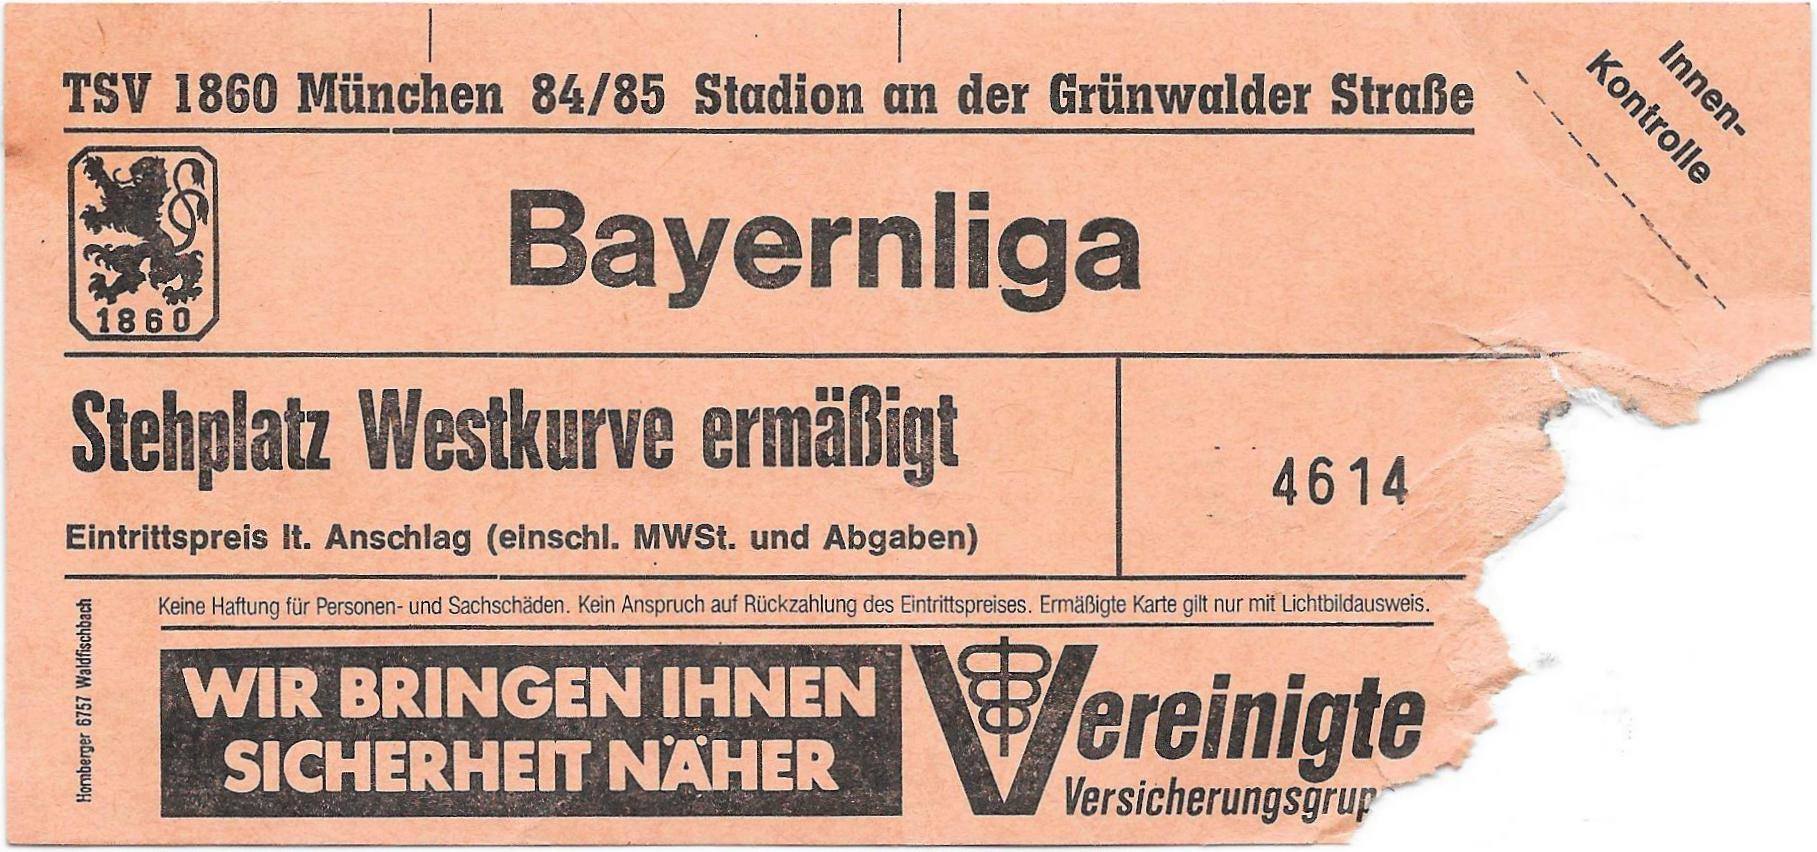 TSV 1860 München 84/85 Stadion an der Grünwalder Straße
Innen-
Kontrolle
1860
Bayernliga
Stehplatz Westkurve ermäßigt
4614
Eintrittspreis lt. Anschlag (einschl. MWSt. und Abgaben)
Keine Haftung für Personen- und Sachschäden. Kein Anspruch auf Rückzahlung des Eintrittspreises. Ermäßigte Karte gilt nur mit Lichtbildausweis.
Homberger 6757 Waldfischbach
WIR BRINGEN IHNEN
SICHERHEIT NÄHER
Vereinigte
Versicherungsgrup